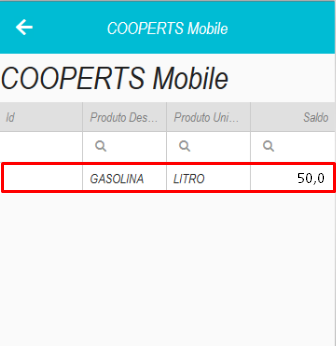 COOPERTS Mobile
COOPERTS Mobile
Id Produto Des... Produto Uni... Saldo
GASOLINA LITRO 50,0